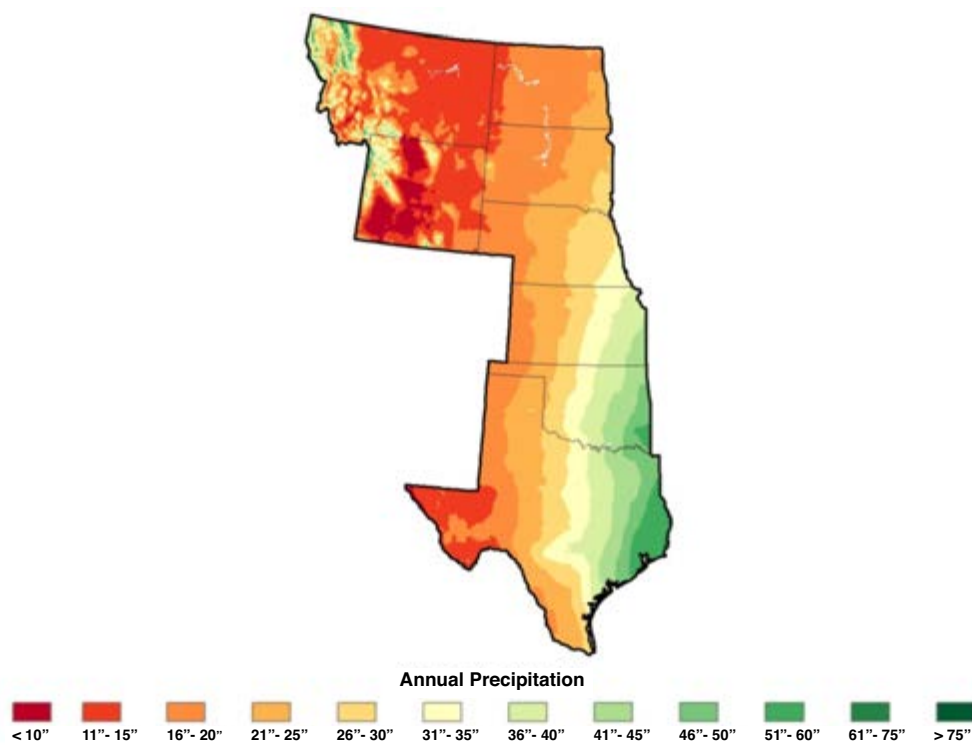 Annual Precipitation
< 10” 11”- 15” 16”- 20” 21”- 25” 26”- 30” 31”- 35” 36”- 40” 41”- 45” 46”- 50” 51”- 60” 61”- 75” > 75”